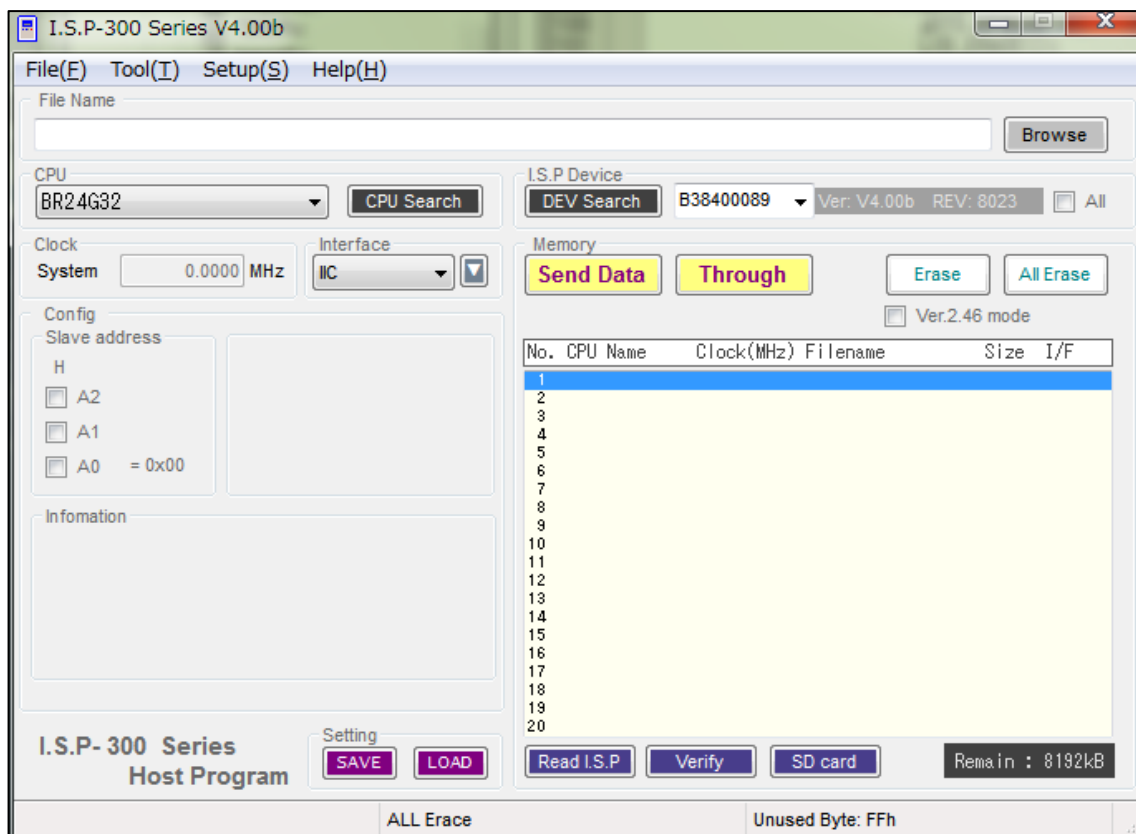 I.S.P-300 Series V4.00b
File(F) Tool(T) Setup(S) Help(H)
File Name
Browse
CPU
BR24G32
CPU Search
I.S.P Device
DEV Search
B38400089
Ver: V4.00b REV: 8023
All
Clock
System 0.0000 MHz
Interface
IIC
Memory
Send Data
Through
Erase
All Erase
Ver.2.46 mode
Config
Slave address
H
A2
A1
A0 = 0x00
Infomation
No. CPU Name Clock(MHz) Filename Size I/F
1
2
3
4
5
6
7
8
9
10
11
12
13
14
15
16
17
18
19
20
I.S.P- 300 Series
Host Program
Setting
SAVE
LOAD
Read I.S.P
Verify
SD card
Remain : 8192kB
ALL Erace
Unused Byte: FFh